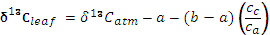 δ¹³C_leaf = δ¹³C_atm − a − (b − a) (c_c / c_a)